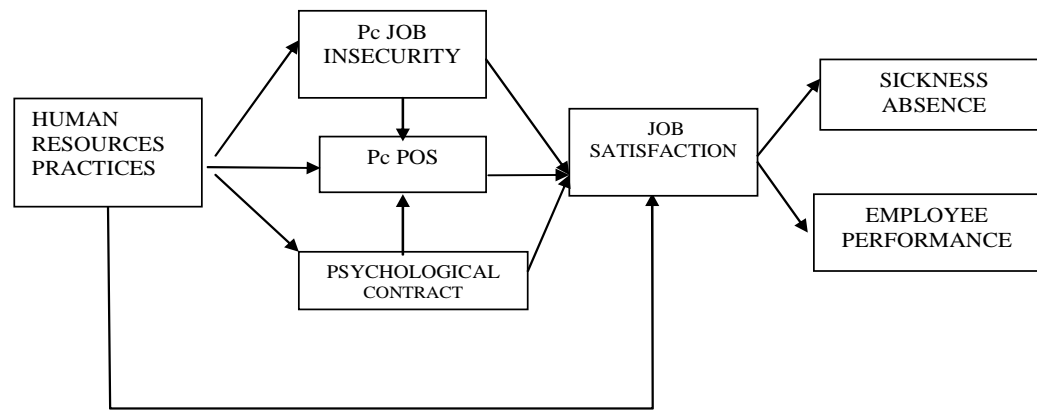 Pc JOB
INSECURITY
HUMAN
RESOURCES
PRACTICES
Pc POS
PSYCHOLOGICAL
CONTRACT
JOB
SATISFACTION
SICKNESS
ABSENCE
EMPLOYEE
PERFORMANCE